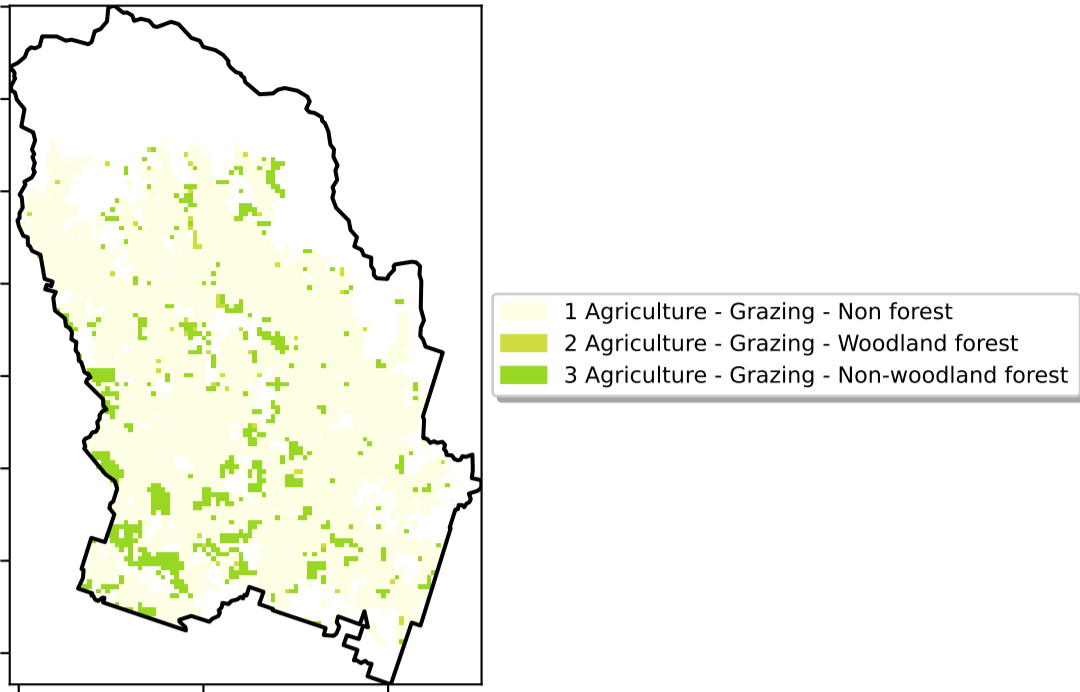 1 Agriculture - Grazing - Non forest
2 Agriculture - Grazing - Woodland forest
3 Agriculture - Grazing - Non-woodland forest